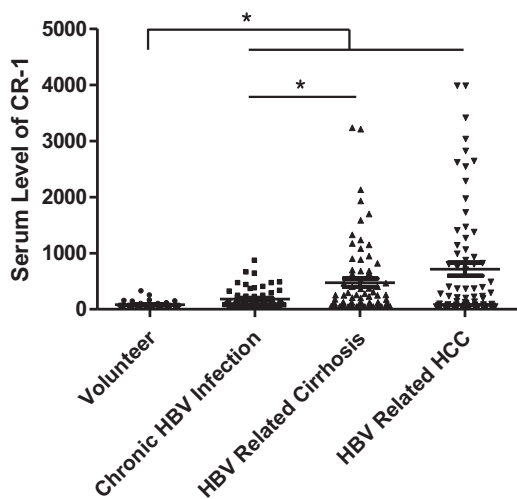 *
*
5000
4000
3000
2000
1000
0
Serum Level of CR-1
Volunteer
Chronic HBV Infection
HBV Related Cirrhosis
HBV Related HCC